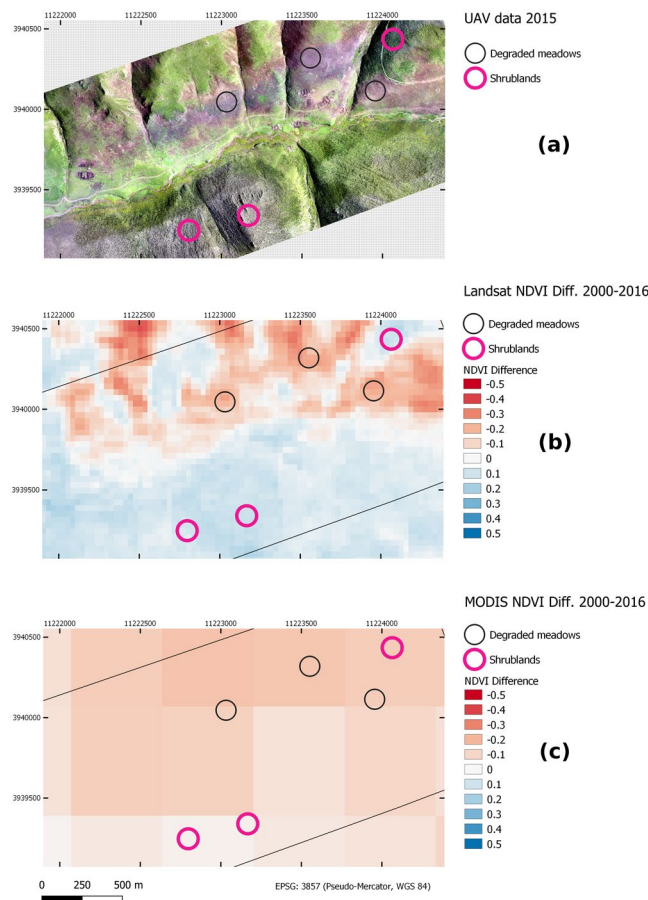 UAV data 2015
11222000 11222500 11223000 11223500 11224000
3940500
3940000
3939500
Degraded meadows
Shrublands
(a)
Landsat NDVI Diff. 2000-2016
11222000 11222500 11223000 11223500 11224000
3940500
3940000
3939500
Degraded meadows
Shrublands
NDVI Difference
-0.5
-0.4
-0.3
-0.2
-0.1
0
0.1
0.2
0.3
0.4
0.5
(b)
MODIS NDVI Diff. 2000-2016
11222000 11222500 11223000 11223500 11224000
3940500
3940000
3939500
Degraded meadows
Shrublands
NDVI Difference
-0.5
-0.4
-0.3
-0.2
-0.1
0
0.1
0.2
0.3
0.4
0.5
(c)
0 250 500 m
EPSG: 3857 (Pseudo-Mercator, WGS 84)